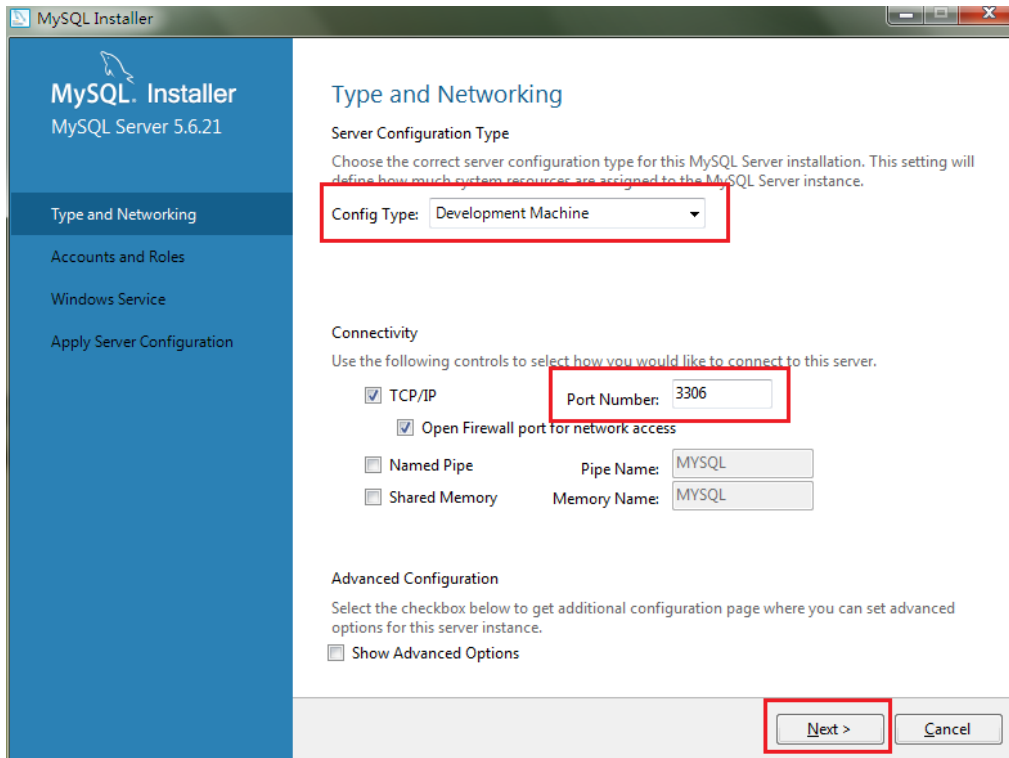 MySQL Installer
MySQL. Installer
MySQL Server 5.6.21
Type and Networking
Accounts and Roles
Windows Service
Apply Server Configuration
Type and Networking
Server Configuration Type
Choose the correct server configuration type for this MySQL Server installation. This setting will
define how much system resources are assigned to the MySQL Server instance.
Config Type: Development Machine
Connectivity
Use the following controls to select how you would like to connect to this server.
TCP/IP Port Number: 3306
Open Firewall port for network access
Named Pipe Pipe Name: MYSQL
Shared Memory Memory Name: MYSQL
Advanced Configuration
Select the checkbox below to get additional configuration page where you can set advanced
options for this server instance.
Show Advanced Options
Next > Cancel